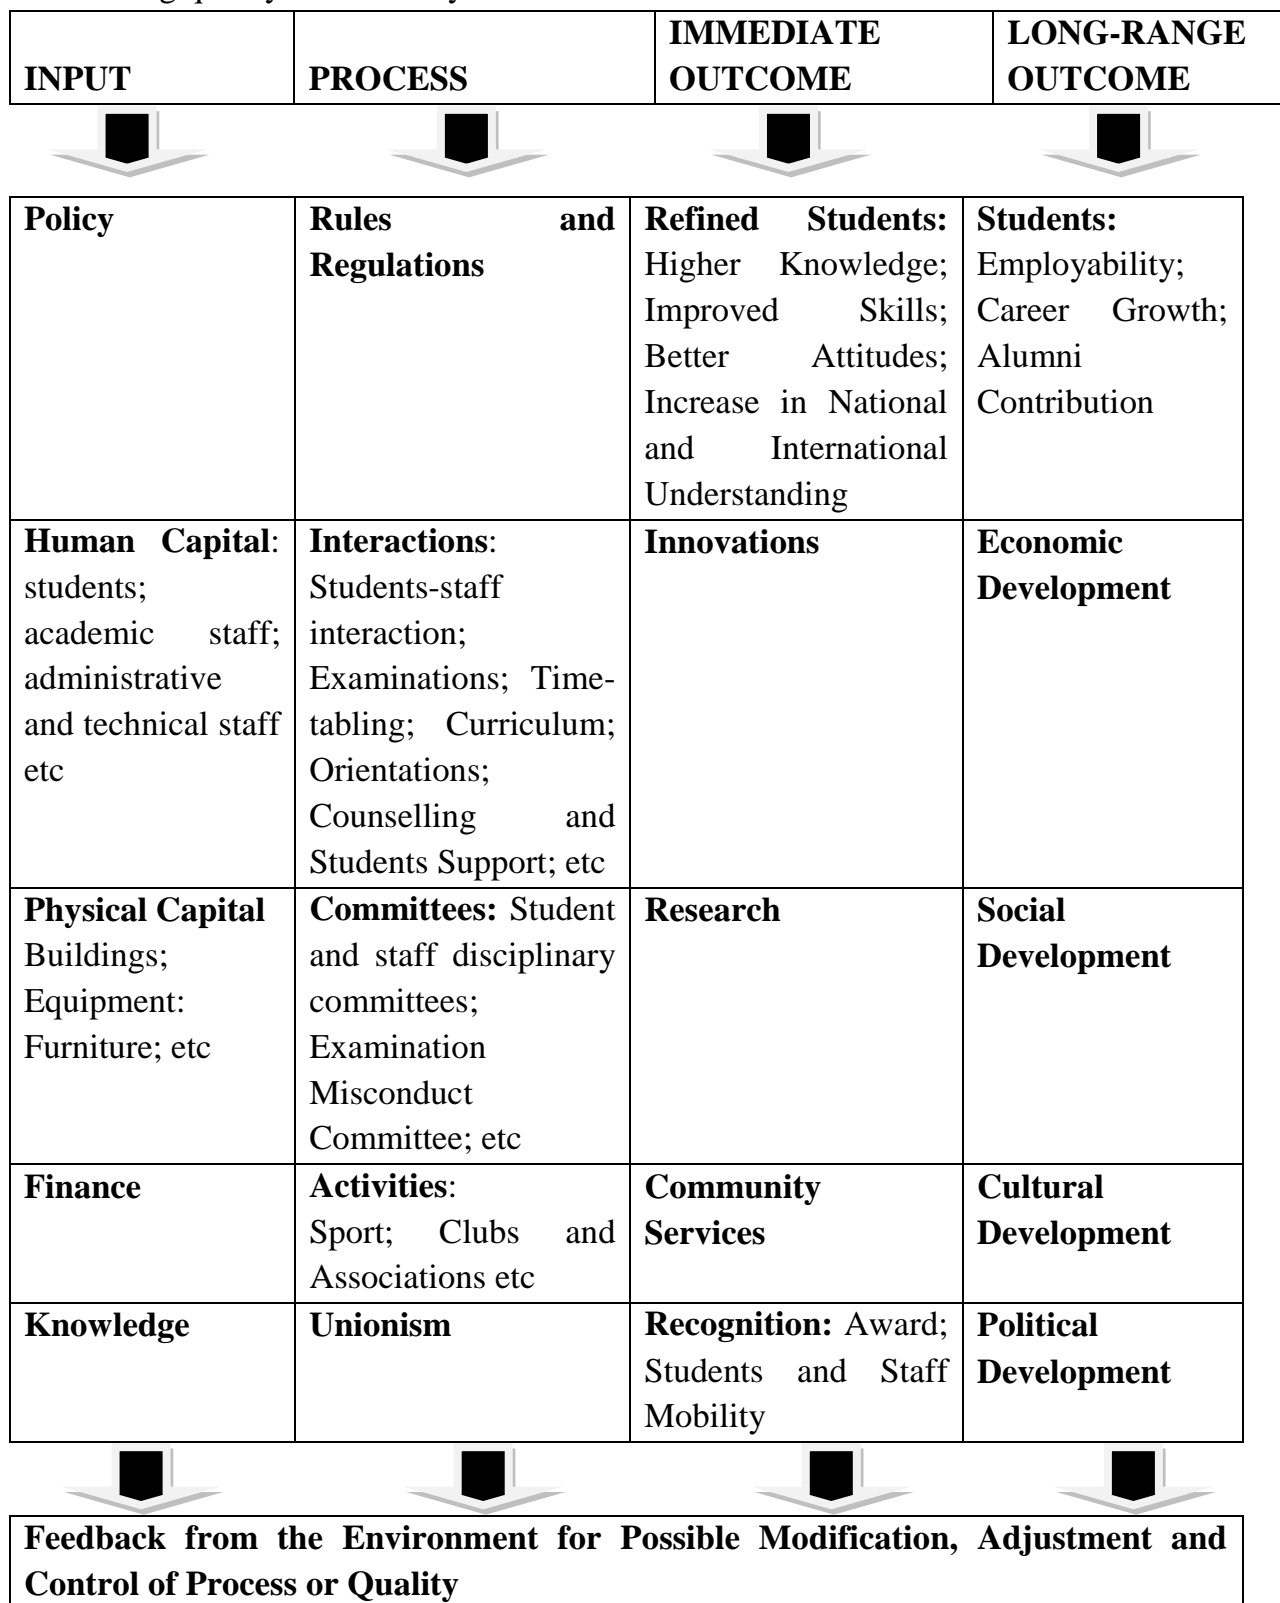 INPUT
PROCESS
IMMEDIATE
OUTCOME
LONG-RANGE
OUTCOME
Policy
Rules and
Regulations
Refined Students:
Higher Knowledge;
Improved Skills;
Better Attitudes;
Increase in National
and International
Understanding
Students:
Employability;
Career Growth;
Alumni
Contribution
Human Capital:
students;
academic staff;
administrative
and technical staff
etc
Interactions:
Students-staff
interaction;
Examinations; Time-
tabling; Curriculum;
Orientations;
Counselling and
Students Support; etc
Innovations
Economic
Development
Physical Capital
Buildings;
Equipment:
Furniture; etc
Committees: Student
and staff disciplinary
committees;
Examination
Misconduct
Committee; etc
Research
Social
Development
Finance
Activities:
Sport; Clubs and
Associations etc
Community
Services
Cultural
Development
Knowledge
Unionism
Recognition: Award;
Students and Staff
Mobility
Political
Development
Feedback from the Environment for Possible Modification, Adjustment and
Control of Process or Quality